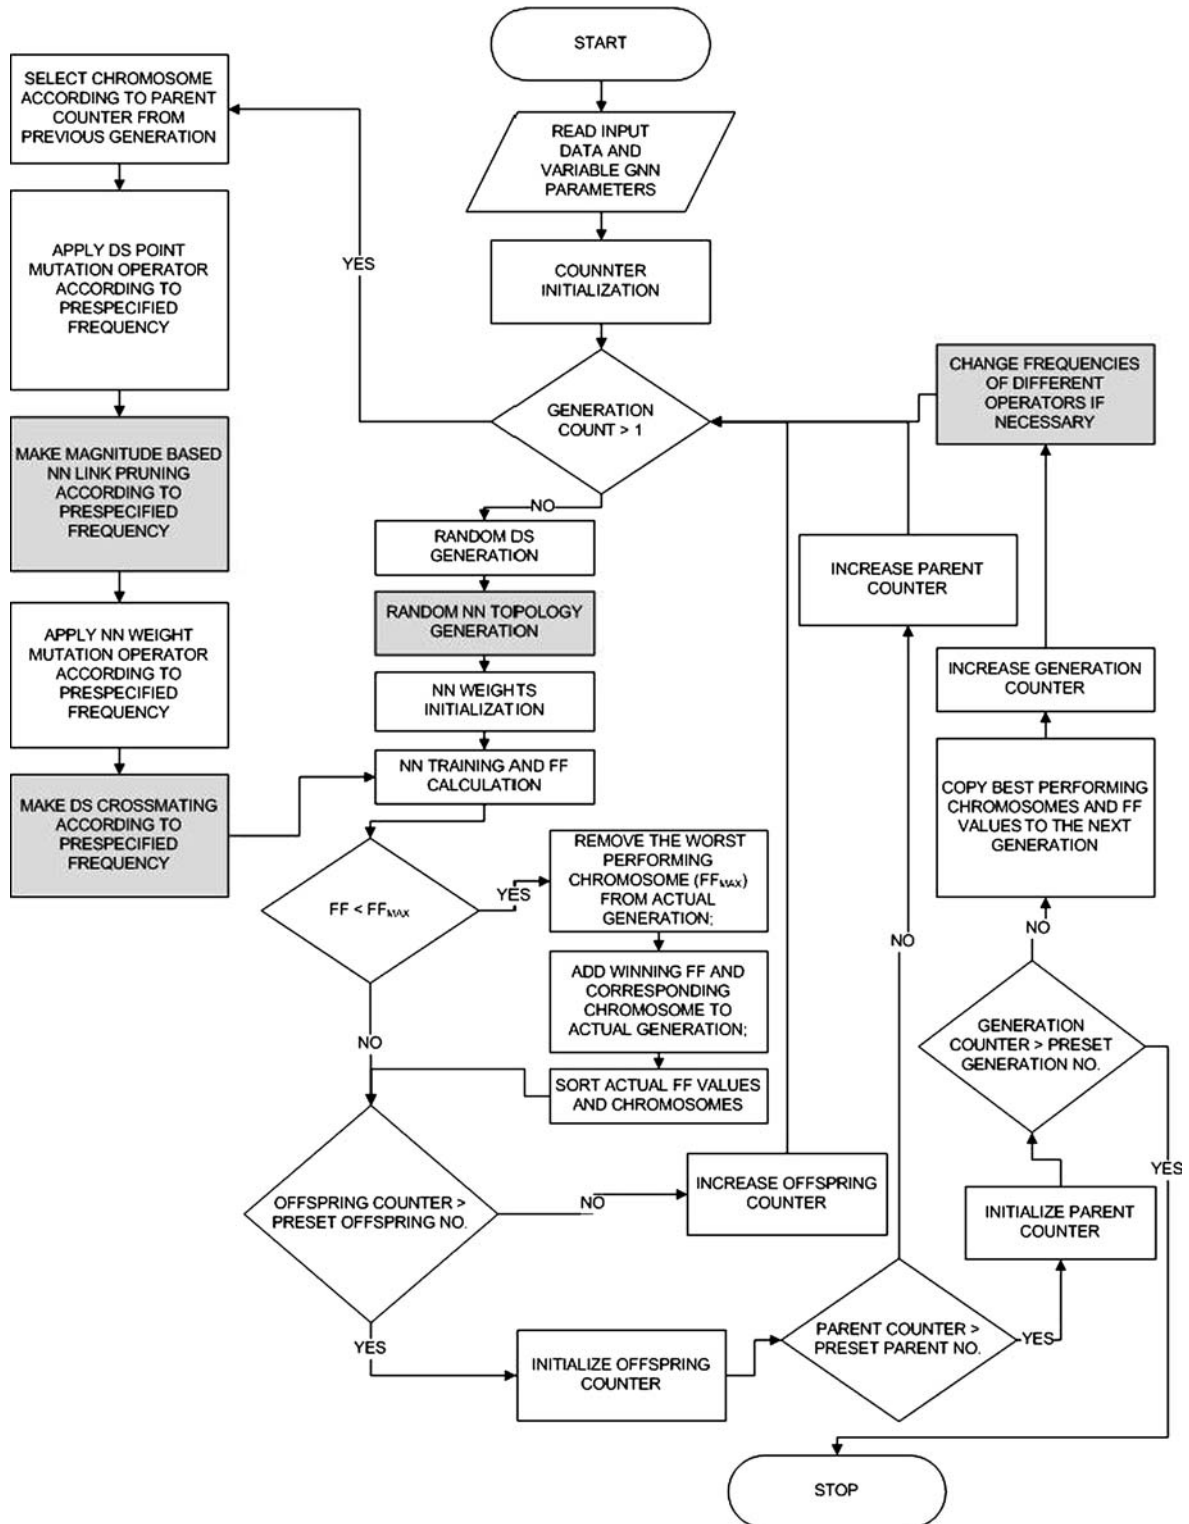 START
READ INPUT
DATA AND
VARIABLE GNN
PARAMETERS
COUNNTER
INITIALIZATION
GENERATION
COUNT > 1
YES
SELECT CHROMOSOME
ACCORDING TO PARENT
COUNTER FROM
PREVIOUS GENERATION
APPLY DS POINT
MUTATION OPERATOR
ACCORDING TO
PRESPECIFIED
FREQUENCY
MAKE MAGNITUDE BASED
NN LINK PRUNING
ACCORDING TO
PRESPECIFIED
FREQUENCY
APPLY NN WEIGHT
MUTATION OPERATOR
ACCORDING TO
PRESPECIFIED
FREQUENCY
MAKE DS CROSSMATING
ACCORDING TO
PRESPECIFIED
FREQUENCY
NO
RANDOM DS
GENERATION
RANDOM NN TOPOLOGY
GENERATION
NN WEIGHTS
INITIALIZATION
NN TRAINING AND FF
CALCULATION
FF < FFMAX
YES
REMOVE THE WORST
PERFORMING
CHROMOSOME (FFMAX)
FROM ACTUAL
GENERATION;
ADD WINNING FF AND
CORRESPONDING
CHROMOSOME TO
ACTUAL GENERATION;
SORT ACTUAL FF VALUES
AND CHROMOSOMES
NO
OFFSPRING COUNTER >
PRESET OFFSPRING NO.
NO
INCREASE OFFSPRING
COUNTER
YES
INITIALIZE OFFSPRING
COUNTER
PARENT COUNTER >
PRESET PARENT NO.
NO
INCREASE PARENT
COUNTER
YES
INITIALIZE PARENT
COUNTER
GENERATION
COUNTER > PRESET
GENERATION NO.
NO
COPY BEST PERFORMING
CHROMOSOMES AND FF
VALUES TO THE NEXT
GENERATION
INCREASE GENERATION
COUNTER
CHANGE FREQUENCIES
OF DIFFERENT
OPERATORS IF
NECESSARY
YES
STOP